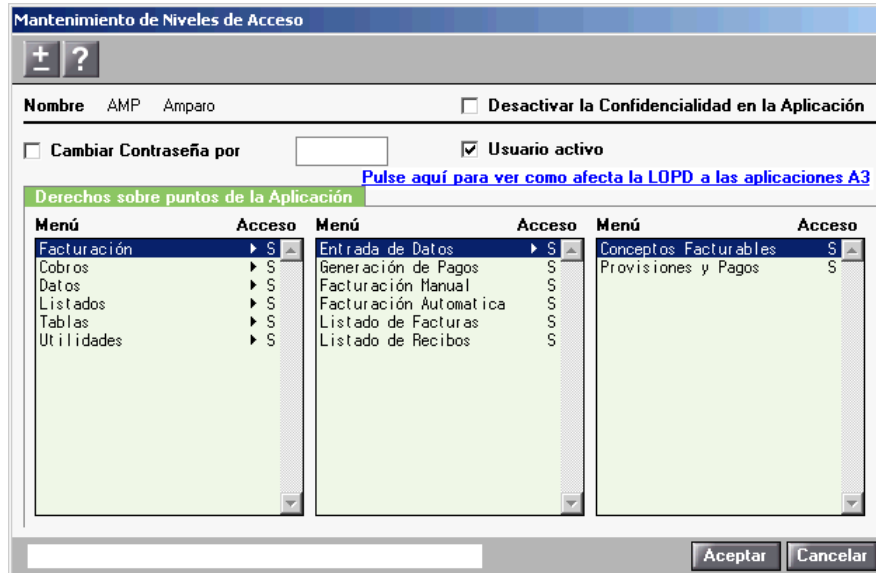 Mantenimiento de Niveles de Acceso
± ?
Nombre AMP Amparo Desactivar la Confidencialidad en la Aplicación
Cambiar Contraseña por Usuario activo
Pulse aquí para ver como afecta la LOPD a las aplicaciones A3
Derechos sobre puntos de la Aplicación
Menú Acceso Menú Acceso Menú Acceso
Facturación S Entrada de Datos S Conceptos Facturables S
Cobros S Generación de Pagos S Provisiones y Pagos S
Datos S Facturación Manual S
Listados S Facturación Automatica S
Tablas S Listado de Facturas S
Utilidades S Listado de Recibos S
Aceptar Cancelar